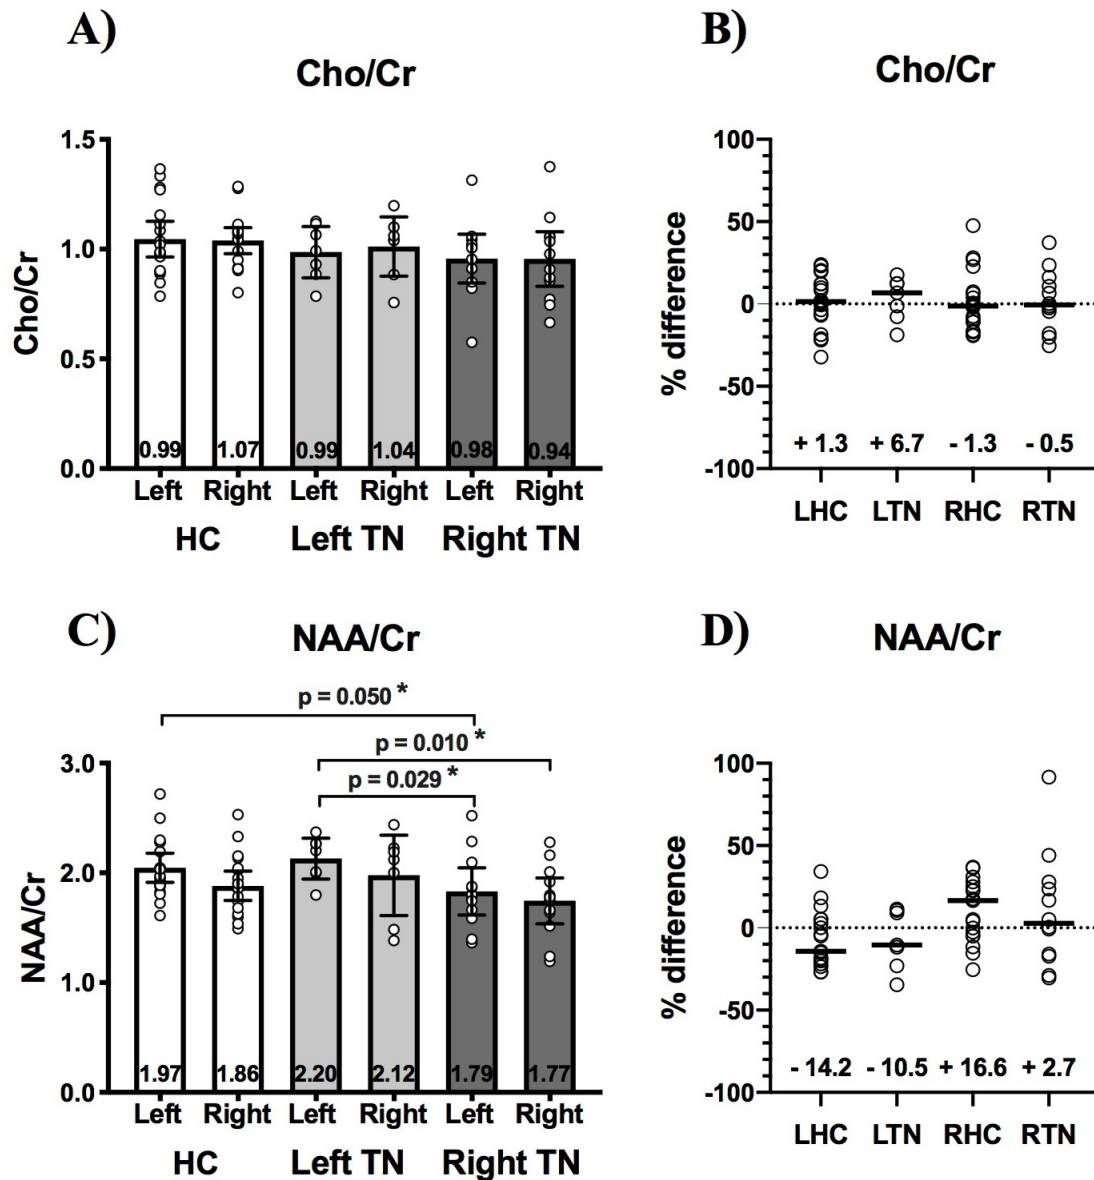 A)
Cho/Cr
Cho/Cr
1.5
1.0
0.5
0.0
0.99 1.07 0.99 1.04 0.98 0.94
Left Right Left Right Left Right
HC Left TN Right TN
B)
Cho/Cr
% difference
100
50
0
-50
-100
+ 1.3 + 6.7 - 1.3 - 0.5
LHC LTN RHC RTN
C)
NAA/Cr
p = 0.050 *
p = 0.010 *
p = 0.029 *
NAA/Cr
3.0
2.0
1.0
0.0
1.97 1.86 2.20 2.12 1.79 1.77
Left Right Left Right Left Right
HC Left TN Right TN
D)
NAA/Cr
% difference
100
50
0
-50
-100
- 14.2 - 10.5 + 16.6 + 2.7
LHC LTN RHC RTN